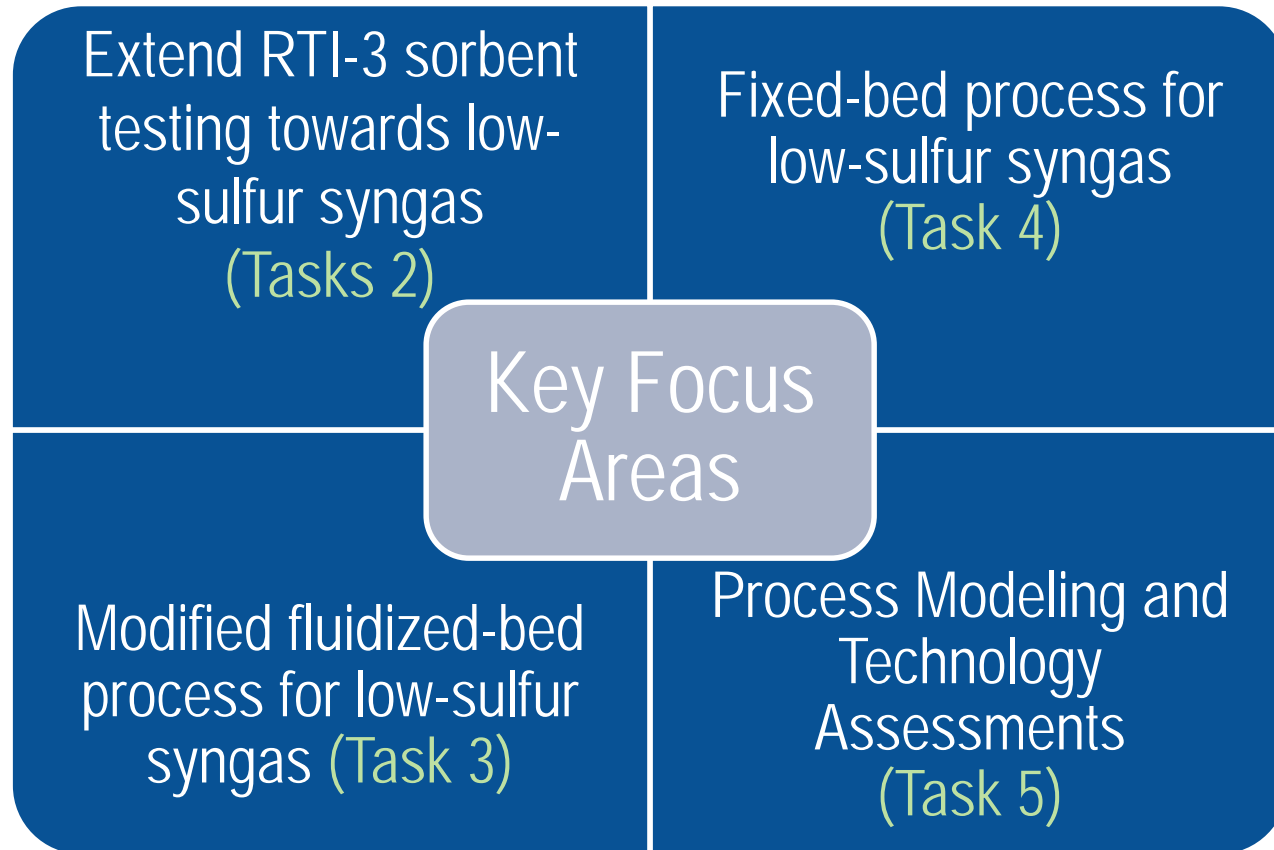 Extend RTI-3 sorbent
testing towards low-
sulfur syngas
(Tasks 2)
Fixed-bed process for
low-sulfur syngas
(Task 4)
Key Focus
Areas
Modified fluidized-bed
process for low-sulfur
syngas (Task 3)
Process Modeling and
Technology
Assessments
(Task 5)